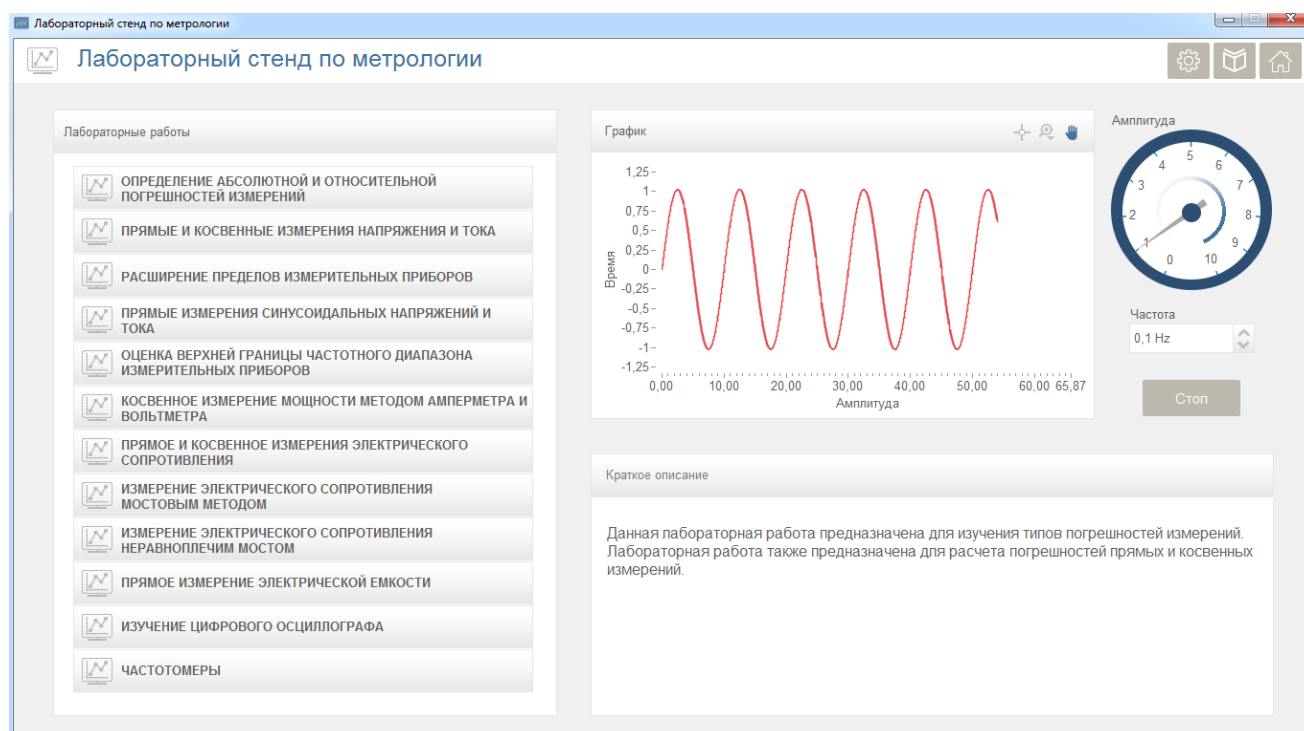 Лабораторный стенд по метрологии
Лабораторный стенд по метрологии
Лабораторные работы
ОПРЕДЕЛЕНИЕ АБСОЛЮТНОЙ И ОТНОСИТЕЛЬНОЙ
ПОГРЕШНОСТЕЙ ИЗМЕРЕНИЙ
ПРЯМЫЕ И КОСВЕННЫЕ ИЗМЕРЕНИЯ НАПРЯЖЕНИЯ И ТОКА
РАСШИРЕНИЕ ПРЕДЕЛОВ ИЗМЕРИТЕЛЬНЫХ ПРИБОРОВ
ПРЯМЫЕ ИЗМЕРЕНИЯ СИНУСОИДАЛЬНЫХ НАПРЯЖЕНИЙ И
ТОКА
ОЦЕНКА ВЕРХНЕЙ ГРАНИЦЫ ЧАСТОТНОГО ДИАПАЗОНА
ИЗМЕРИТЕЛЬНЫХ ПРИБОРОВ
КОСВЕННОЕ ИЗМЕРЕНИЕ МОЩНОСТИ МЕТОДОМ АМПЕРМЕТРА И
ВОЛЬТМЕТРА
ПРЯМОЕ И КОСВЕННОЕ ИЗМЕРЕНИЯ ЭЛЕКТРИЧЕСКОГО
СОПРОТИВЛЕНИЯ
ИЗМЕРЕНИЕ ЭЛЕКТРИЧЕСКОГО СОПРОТИВЛЕНИЯ
МОСТОВЫМ МЕТОДОМ
ИЗМЕРЕНИЕ ЭЛЕКТРИЧЕСКОГО СОПРОТИВЛЕНИЯ
НЕРАВНОПЛЕЧИМ МОСТОМ
ПРЯМОЕ ИЗМЕРЕНИЕ ЭЛЕКТРИЧЕСКОЙ ЕМКОСТИ
ИЗУЧЕНИЕ ЦИФРОВОГО ОСЦИЛЛОГРАФА
ЧАСТОТОМЕРЫ
График
1,25
1
0,75
0,5
0,25
0
-0,25
-0,5
-0,75
-1
-1,25
Время
0,00 10,00 20,00 30,00 40,00 50,00 60,00 65,87
Амплитуда
Амплитуда
0 1 2 3 4 5 6 7 8 9 10
Частота
0,1 Hz
Стоп
Краткое описание
Данная лабораторная работа предназначена для изучения типов погрешностей измерений.
Лабораторная работа также предназначена для расчета погрешностей прямых и косвенных
измерений.